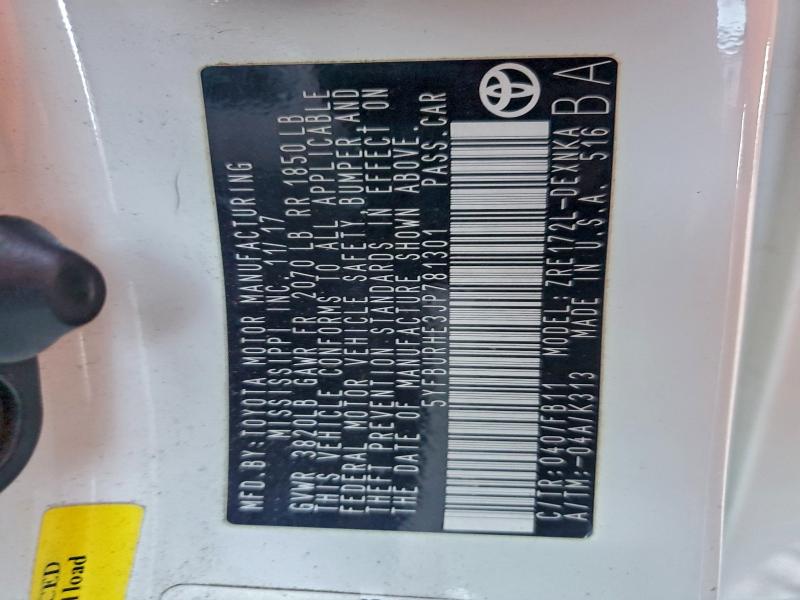 MFD.BY:TOYOTA MOTOR MANUFACTURING
MISSISSIPPI INC. 11/17
GVWR 3820LB GAWR FR 2070 LB RR 1850LB
THIS VEHICLE CONFORMS TO ALL APPLICABLE
FEDERAL MOTOR VEHICLE SAFETY, BUMPER, AND
THEFT PREVENTION STANDARDS IN EFFECT ON
THE DATE OF MANUFACTURE SHOWN ABOVE.
5YFBURHE3JP781301 PASS.CAR
C/TR:040/FB11 MODEL:ZRE172L-DEXNKA
A/TM:-04A/K313 MADE IN U.S.A. 516
BA
CED
load